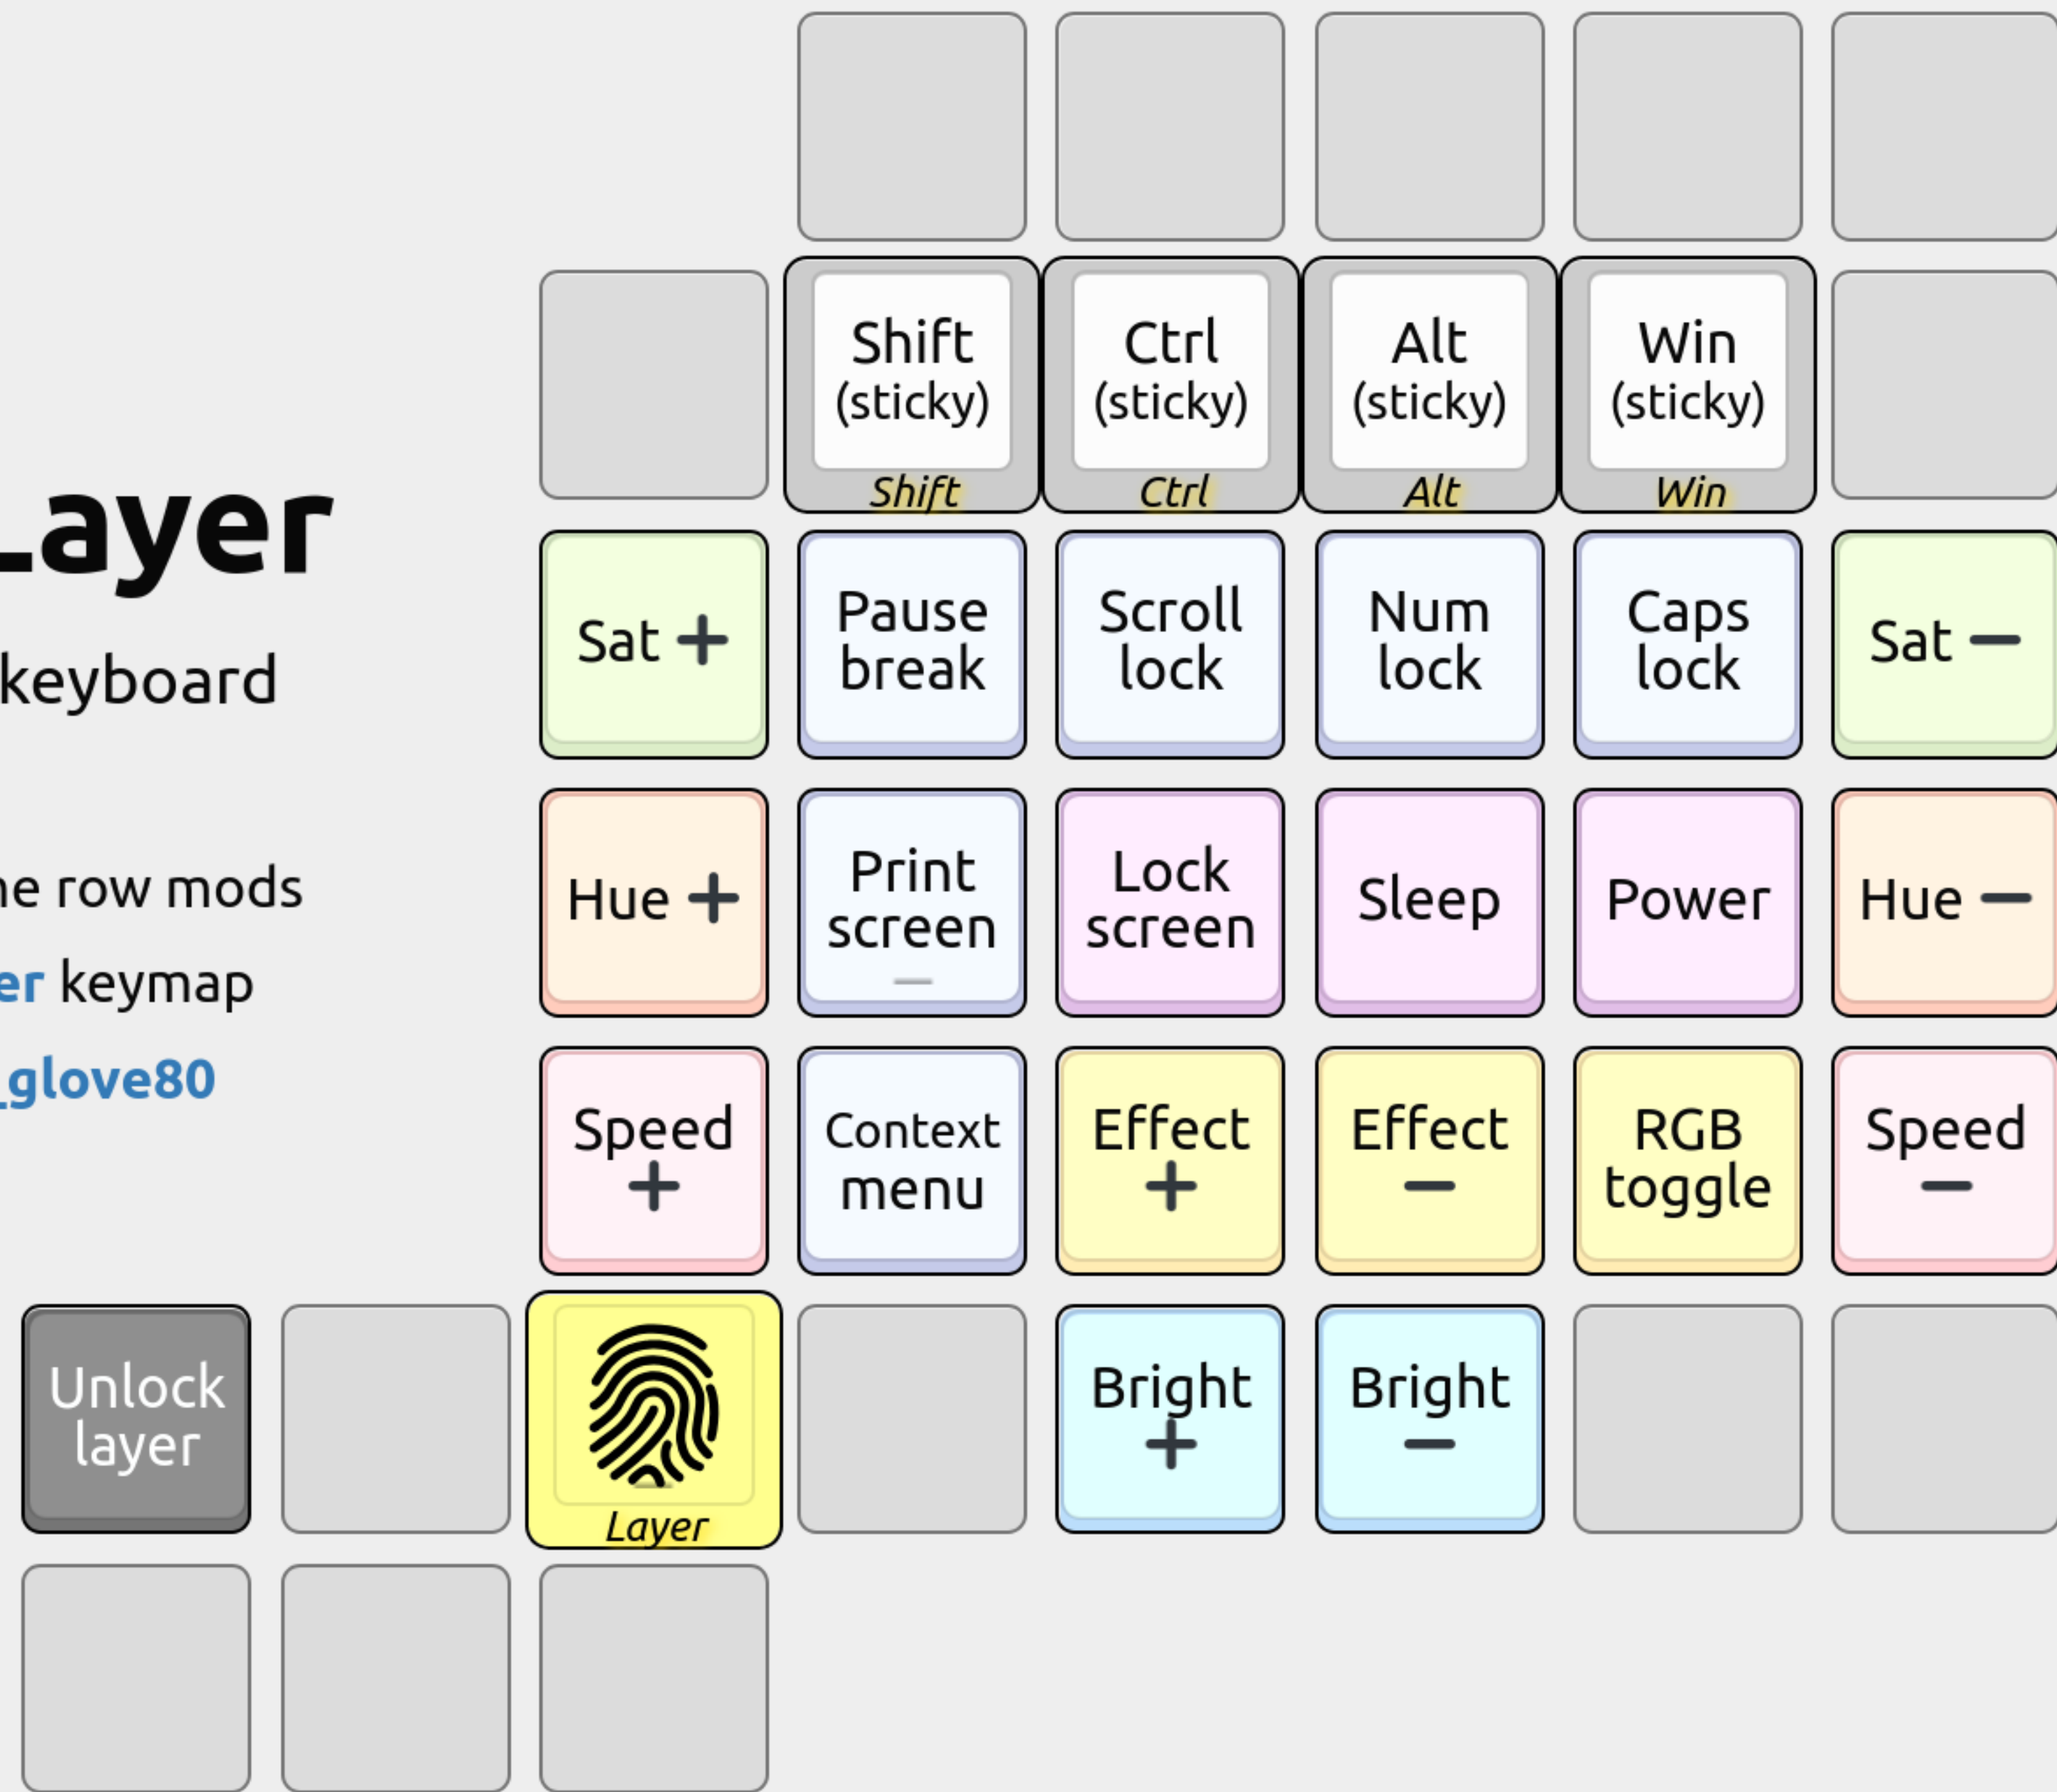 Layer
keyboard
ne row mods
er keymap
_glove80
Shift
(sticky)
Shift
Ctrl
(sticky)
Ctrl
Alt
(sticky)
Alt
Win
(sticky)
Win
Sat +
Pause
break
Scroll
lock
Num
lock
Caps
lock
Sat −
Hue +
Print
screen
Lock
screen
Sleep
Power
Hue −
Speed
+
Context
menu
Effect
+
Effect
−
RGB
toggle
Speed
−
Unlock
layer
Layer
Bright
+
Bright
−